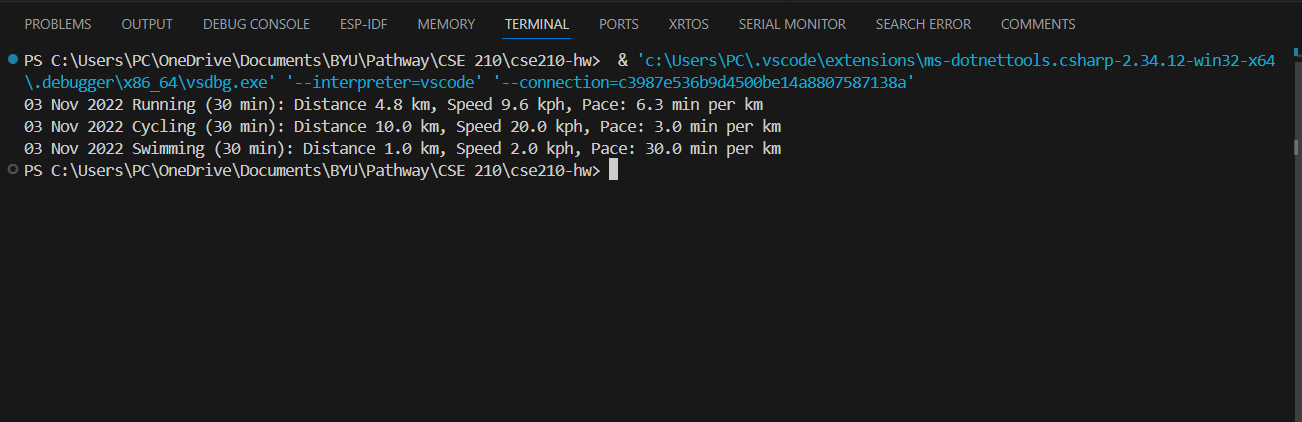 PROBLEMS OUTPUT DEBUG CONSOLE ESP-IDF MEMORY TERMINAL PORTS XRTOS SERIAL MONITOR SEARCH ERROR COMMENTS
PS C:\Users\PC\OneDrive\Documents\BYU\Pathway\CSE 210\cse210-hw>  & 'c:\Users\PC\.vscode\extensions\ms-dotnettools.csharp-2.34.12-win32-x64
\.debugger\x86_64\vsdbg.exe' '--interpreter=vscode' '--connection=c3987e536b9d4500be14a8807587138a'
03 Nov 2022 Running (30 min): Distance 4.8 km, Speed 9.6 kph, Pace: 6.3 min per km
03 Nov 2022 Cycling (30 min): Distance 10.0 km, Speed 20.0 kph, Pace: 3.0 min per km
03 Nov 2022 Swimming (30 min): Distance 1.0 km, Speed 2.0 kph, Pace: 30.0 min per km
PS C:\Users\PC\OneDrive\Documents\BYU\Pathway\CSE 210\cse210-hw>